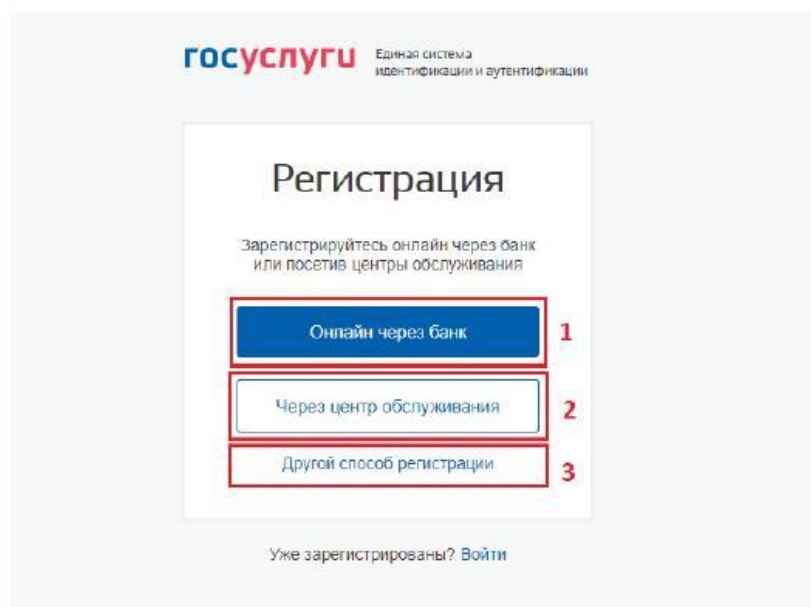 госуслуги
Единая система
идентификации и аутентификации
Регистрация
Зарегистрируйтесь онлайн через банк
или посетив центры обслуживания
Онлайн через банк
1
Через центр обслуживания
2
Другой способ регистрации
3
Уже зарегистрированы? Войти